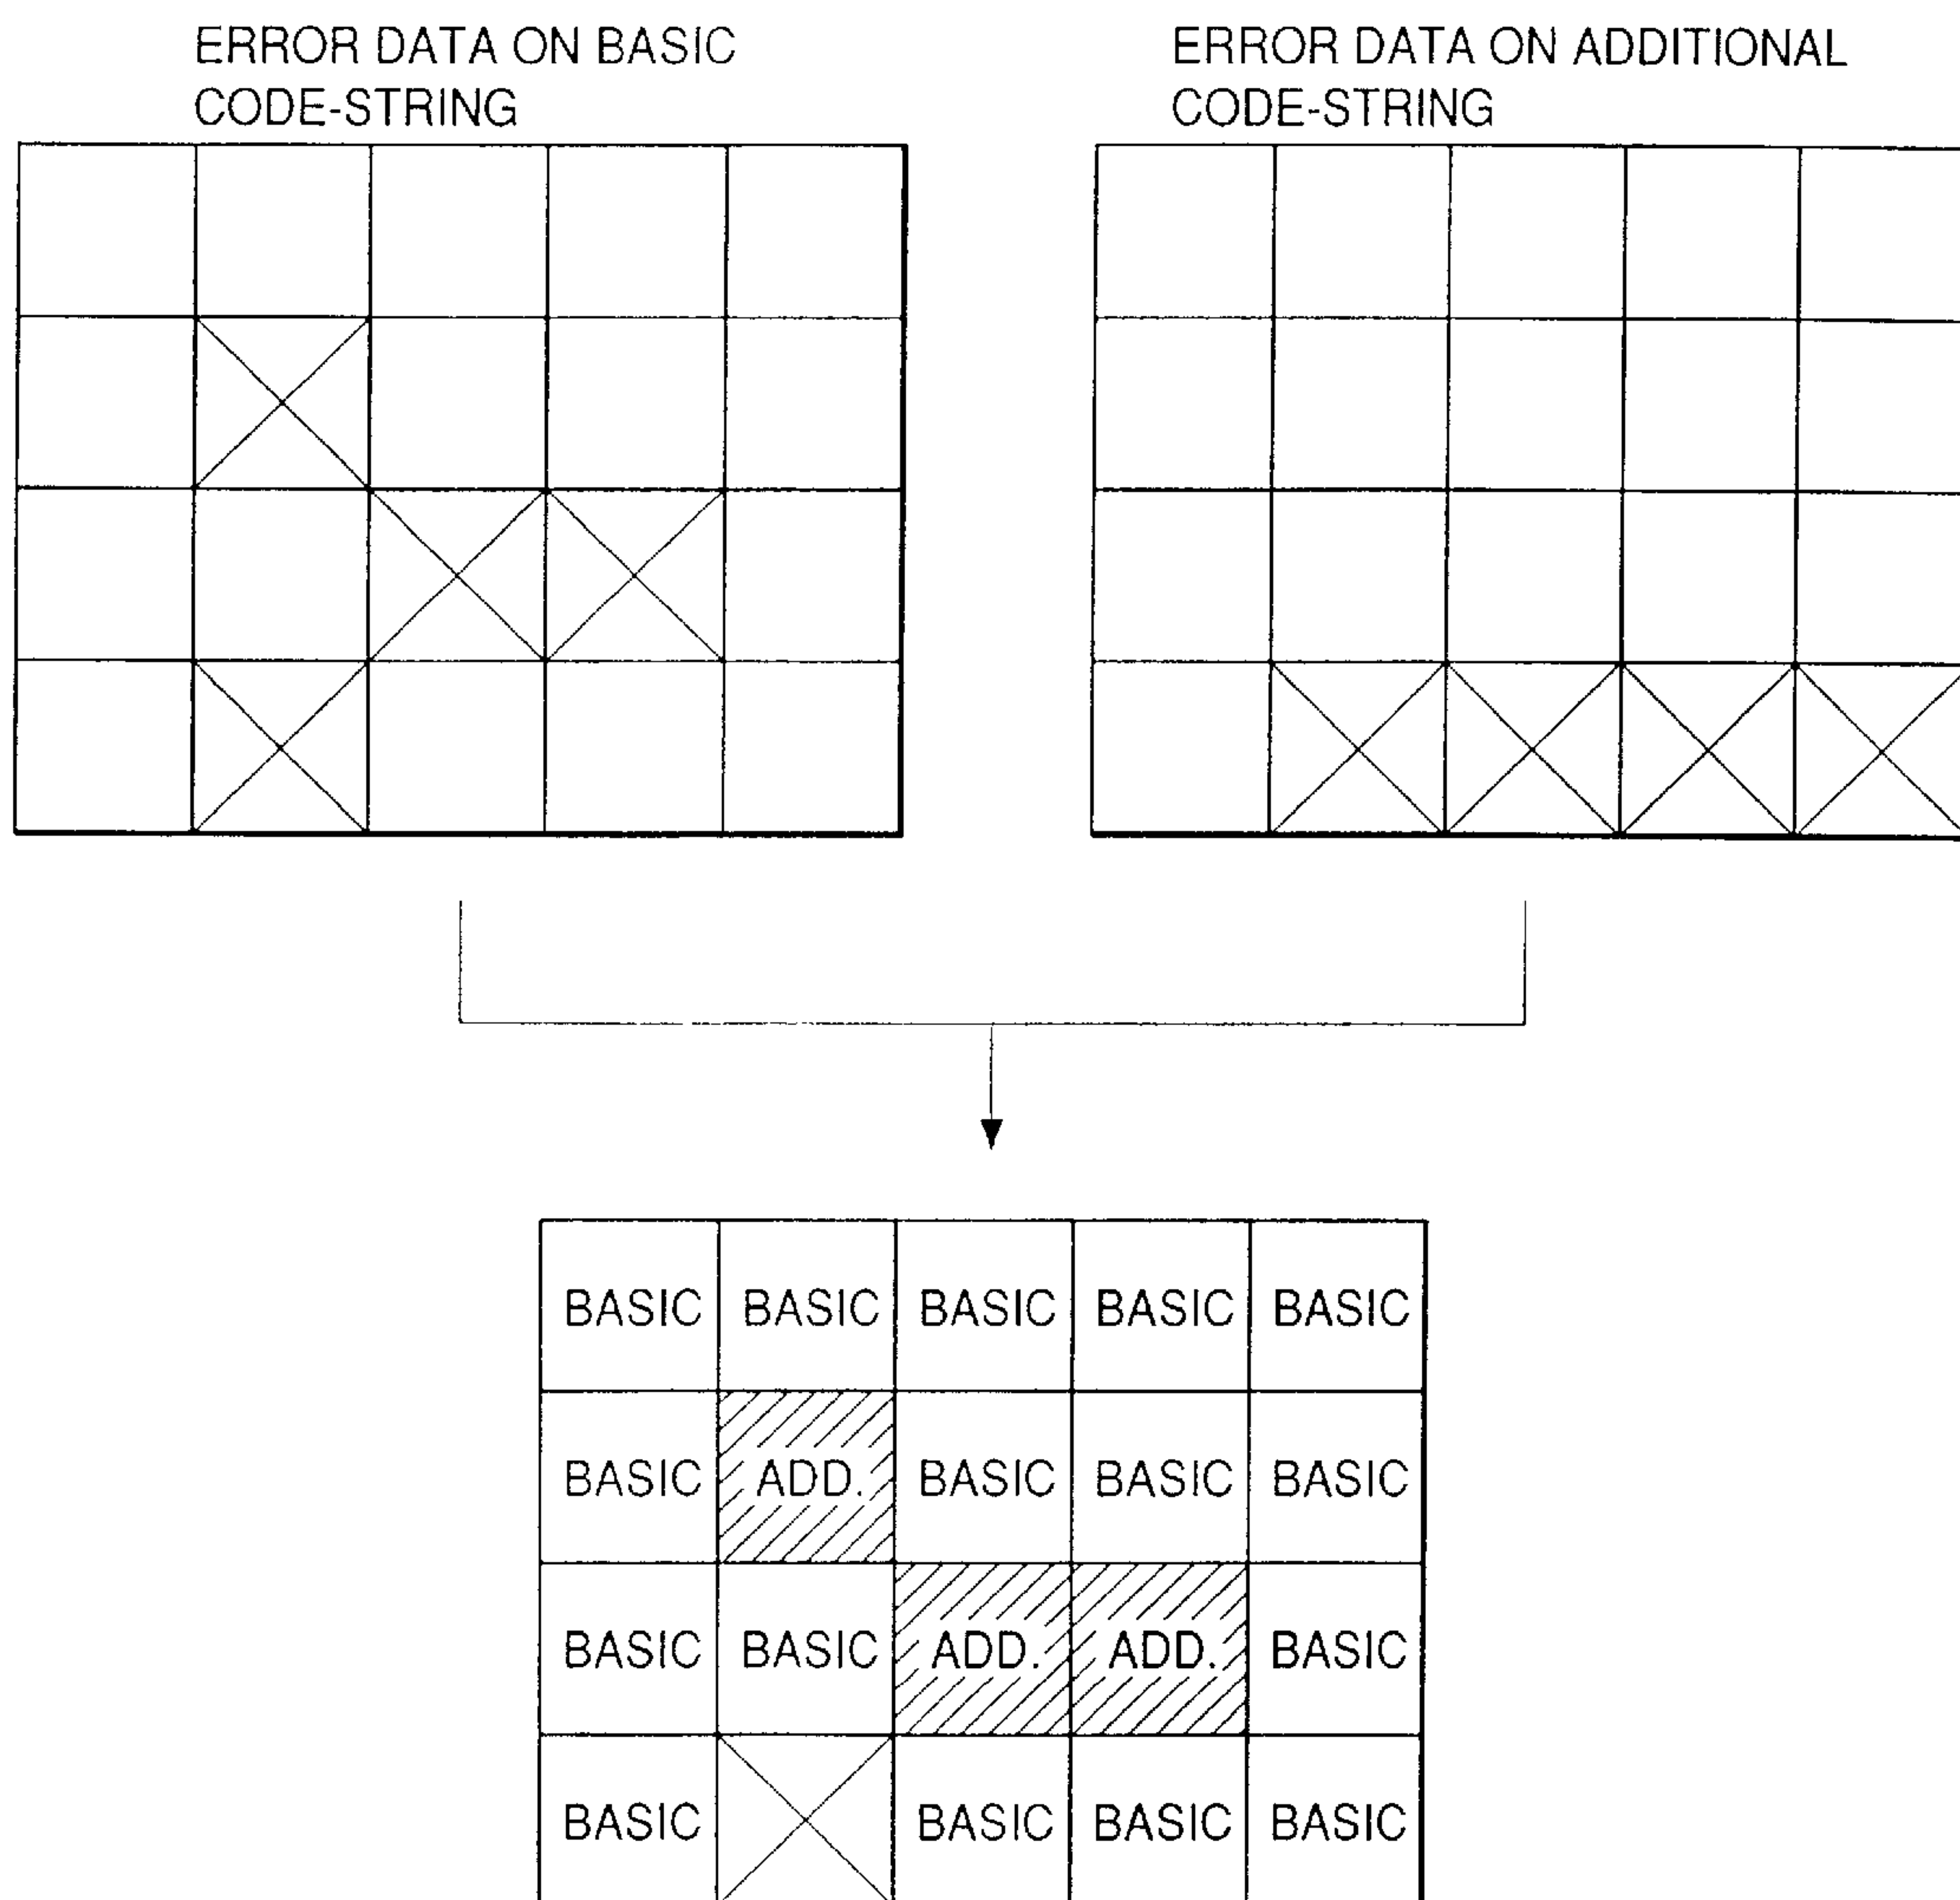 ERROR DATA ON BASIC
CODE-STRING
ERROR DATA ON ADDITIONAL
CODE-STRING
BASIC BASIC BASIC BASIC BASIC
BASIC ADD. BASIC BASIC BASIC
BASIC BASIC ADD. ADD. BASIC
BASIC BASIC BASIC BASIC